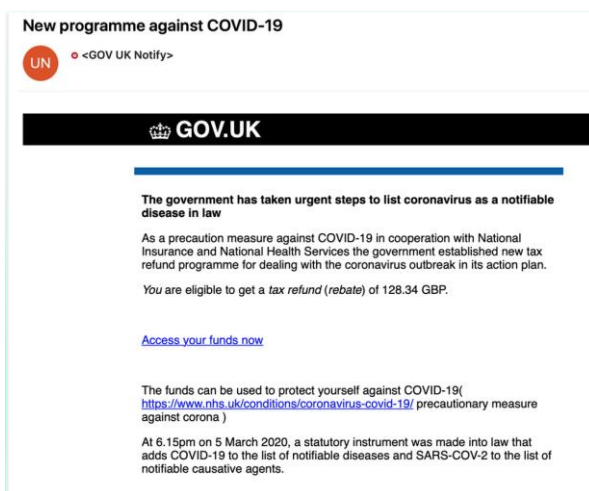 New programme against COVID-19
UN
<GOV UK Notify>
GOV.UK
The government has taken urgent steps to list coronavirus as a notifiable
disease in law
As a precaution measure against COVID-19 in cooperation with National
Insurance and National Health Services the government established new tax
refund programme for dealing with the coronavirus outbreak in its action plan.
You are eligible to get a tax refund (rebate) of 128.34 GBP.
Access your funds now
The funds can be used to protect yourself against COVID-19(
https://www.nhs.uk/conditions/coronavirus-covid-19/ precautionary measure
against corona )
At 6.15pm on 5 March 2020, a statutory instrument was made into law that
adds COVID-19 to the list of notifiable diseases and SARS-COV-2 to the list of
notifiable causative agents.